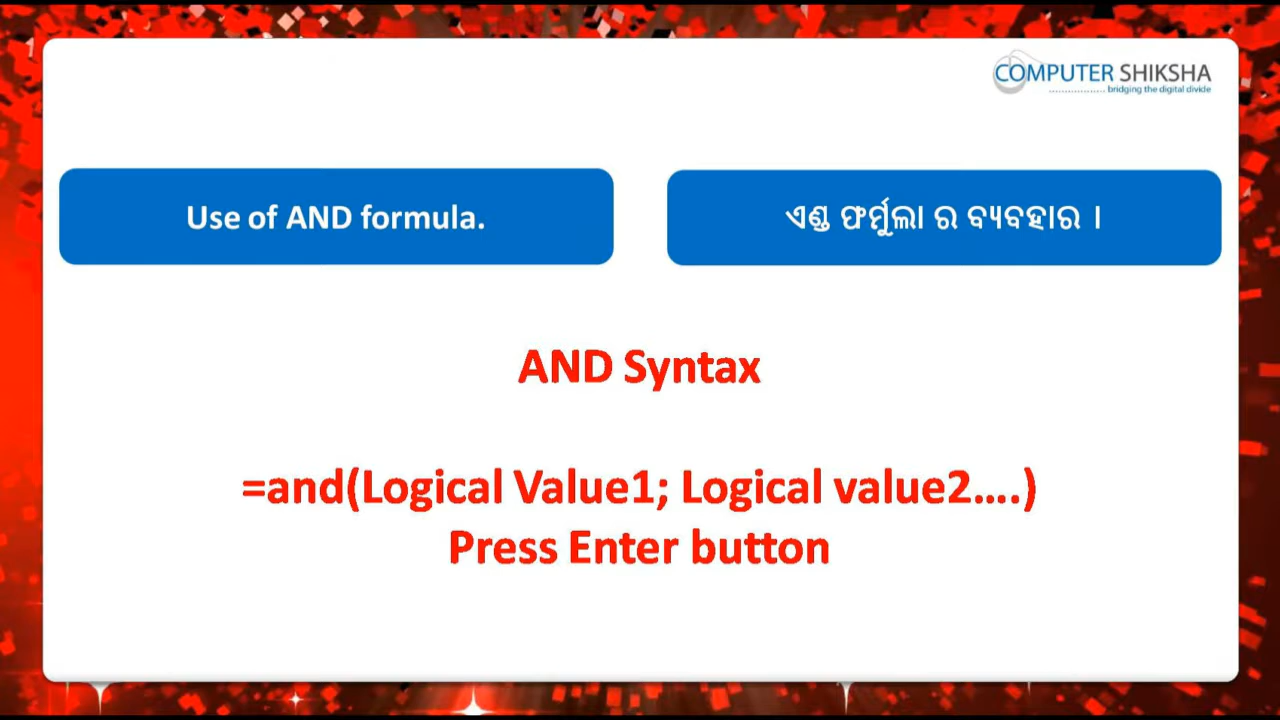 COMPUTER SHIKSHA
bridging the digital divide
Use of AND formula.
ଏଣ୍ଡ ଫର୍ମୁଲା ର ବ୍ୟବହାର ।
AND Syntax
=and(Logical Value1; Logical value2....)
Press Enter button